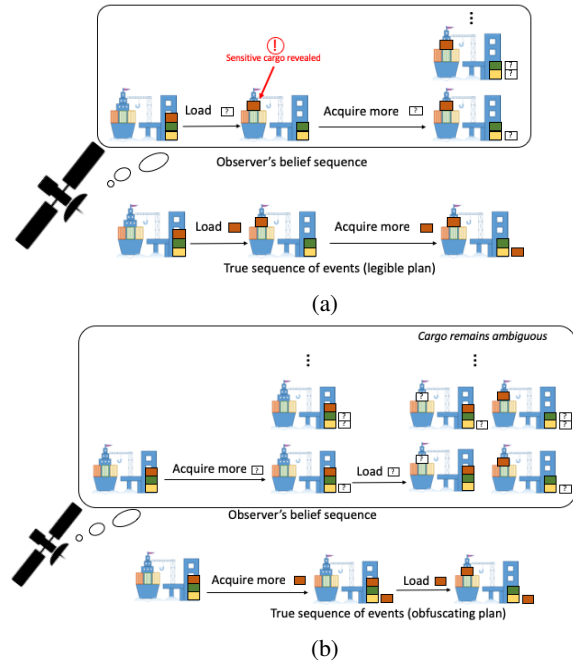 !
Sensitive cargo revealed
Load ?
Acquire more ?
?
?
?
Observer's belief sequence
Load
Acquire more
True sequence of events (legible plan)
(a)
Cargo remains ambiguous
?
?
?
?
?
?
Acquire more ?
?
Load ?
?
?
?
Observer's belief sequence
Acquire more
Load
True sequence of events (obfuscating plan)
(b)